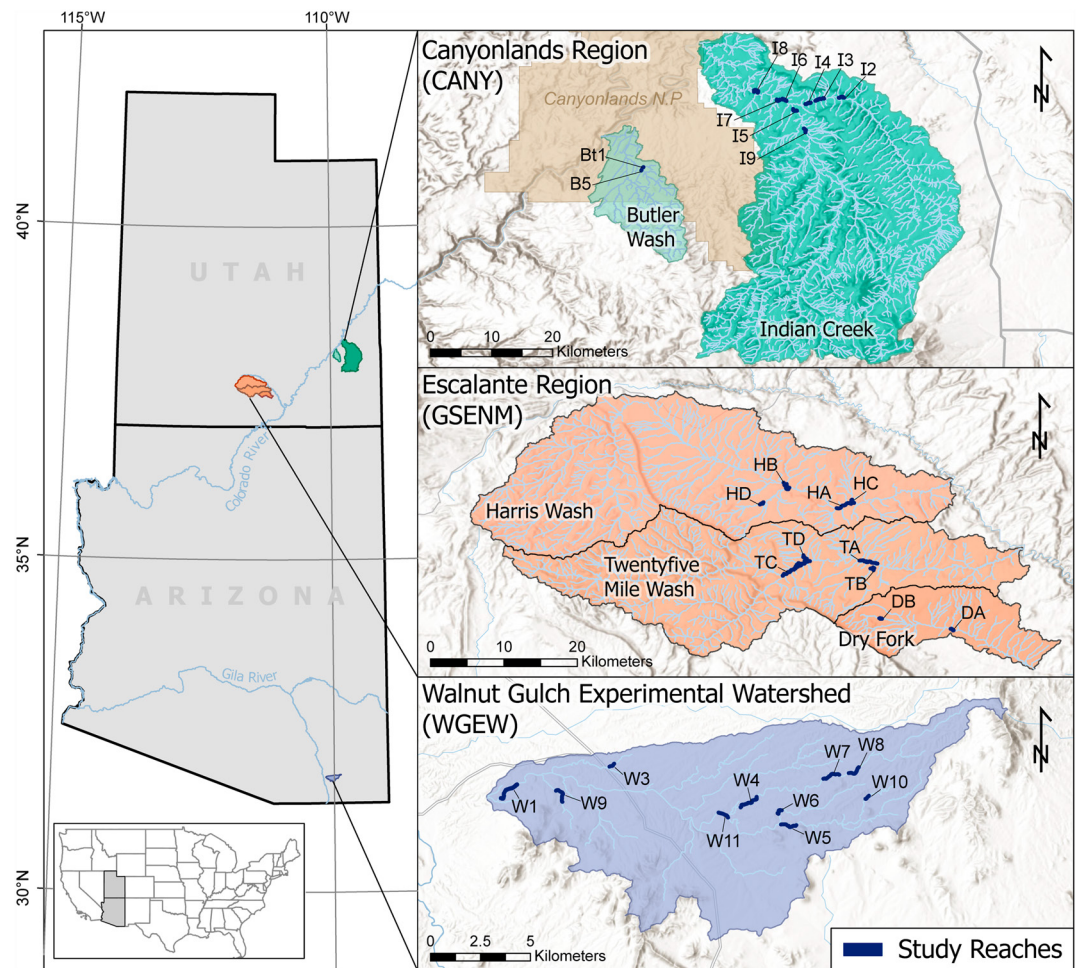 115°W
110°W
40°N
35°N
30°N
UTAH
ARIZONA
Colorado River
Gila River
Canyonlands Region
(CANY)
Canyonlands N.P
I8
I6
I4
I3
I2
I7
I5
I9
Bt1
B5
Butler
Wash
Indian Creek
N
0 10 20
Kilometers
Escalante Region
(GSENM)
N
HB
HC
HD
HA
Harris Wash
TD
TA
TC
TB
Twentyfive
Mile Wash
DB
DA
Dry Fork
0 10 20
Kilometers
Walnut Gulch Experimental Watershed
(WGEW)
N
W7
W8
W3
W4
W10
W1
W9
W6
W11
W5
0 2.5 5
Kilometers
Study Reaches